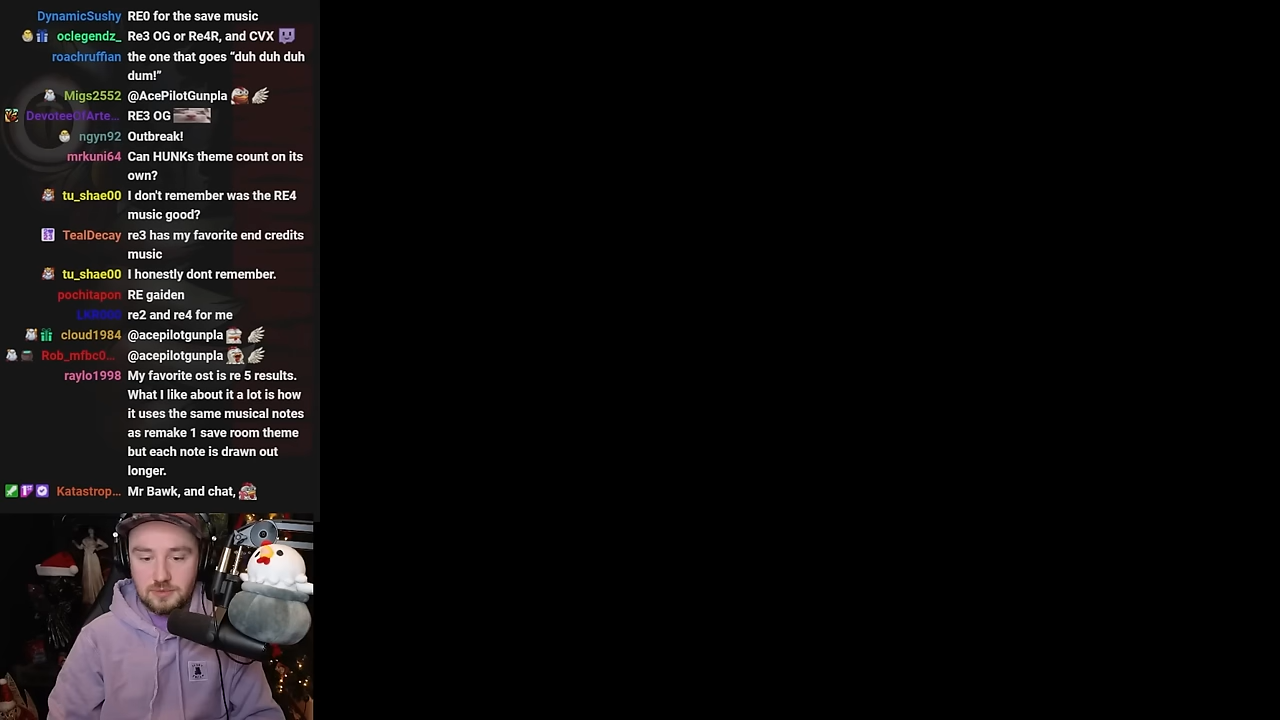 DynamicSushy RE0 for the save music
oclegendz_ Re3 OG or Re4R, and CVX
roachruffian the one that goes “duh duh duh
dum!”
Migs2552 @AcePilotGunpla
DevoteeOfArte... RE3 OG
ngyn92 Outbreak!
mrkuni64 Can HUNKs theme count on its
own?
tu_shae00 I don't remember was the RE4
music good?
TealDecay re3 has my favorite end credits
music
tu_shae00 I honestly dont remember.
pochitapon RE gaiden
re2 and re4 for me
cloud1984 @acepilotgunpla
Rob_mfbc0... @acepilotgunpla
raylo1998 My favorite ost is re 5 results.
What I like about it a lot is how
it uses the same musical notes
as remake 1 save room theme
but each note is drawn out
longer.
Katastrop... Mr Bawk, and chat,